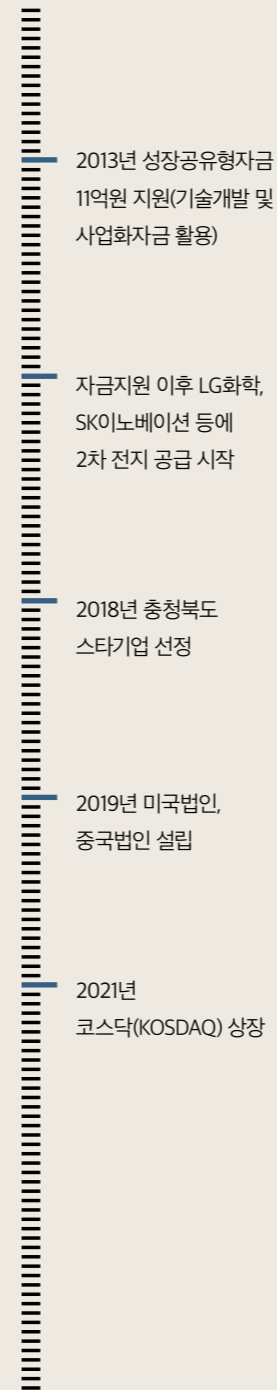 2013년 성장공유형자금
11억원 지원(기술개발 및
사업화자금 활용)
자금지원 이후 LG화학,
SK이노베이션 등에
2차 전지 공급 시작
2018년 충청북도
스타기업 선정
2019년 미국법인,
중국법인 설립
2021년
코스닥(KOSDAQ) 상장